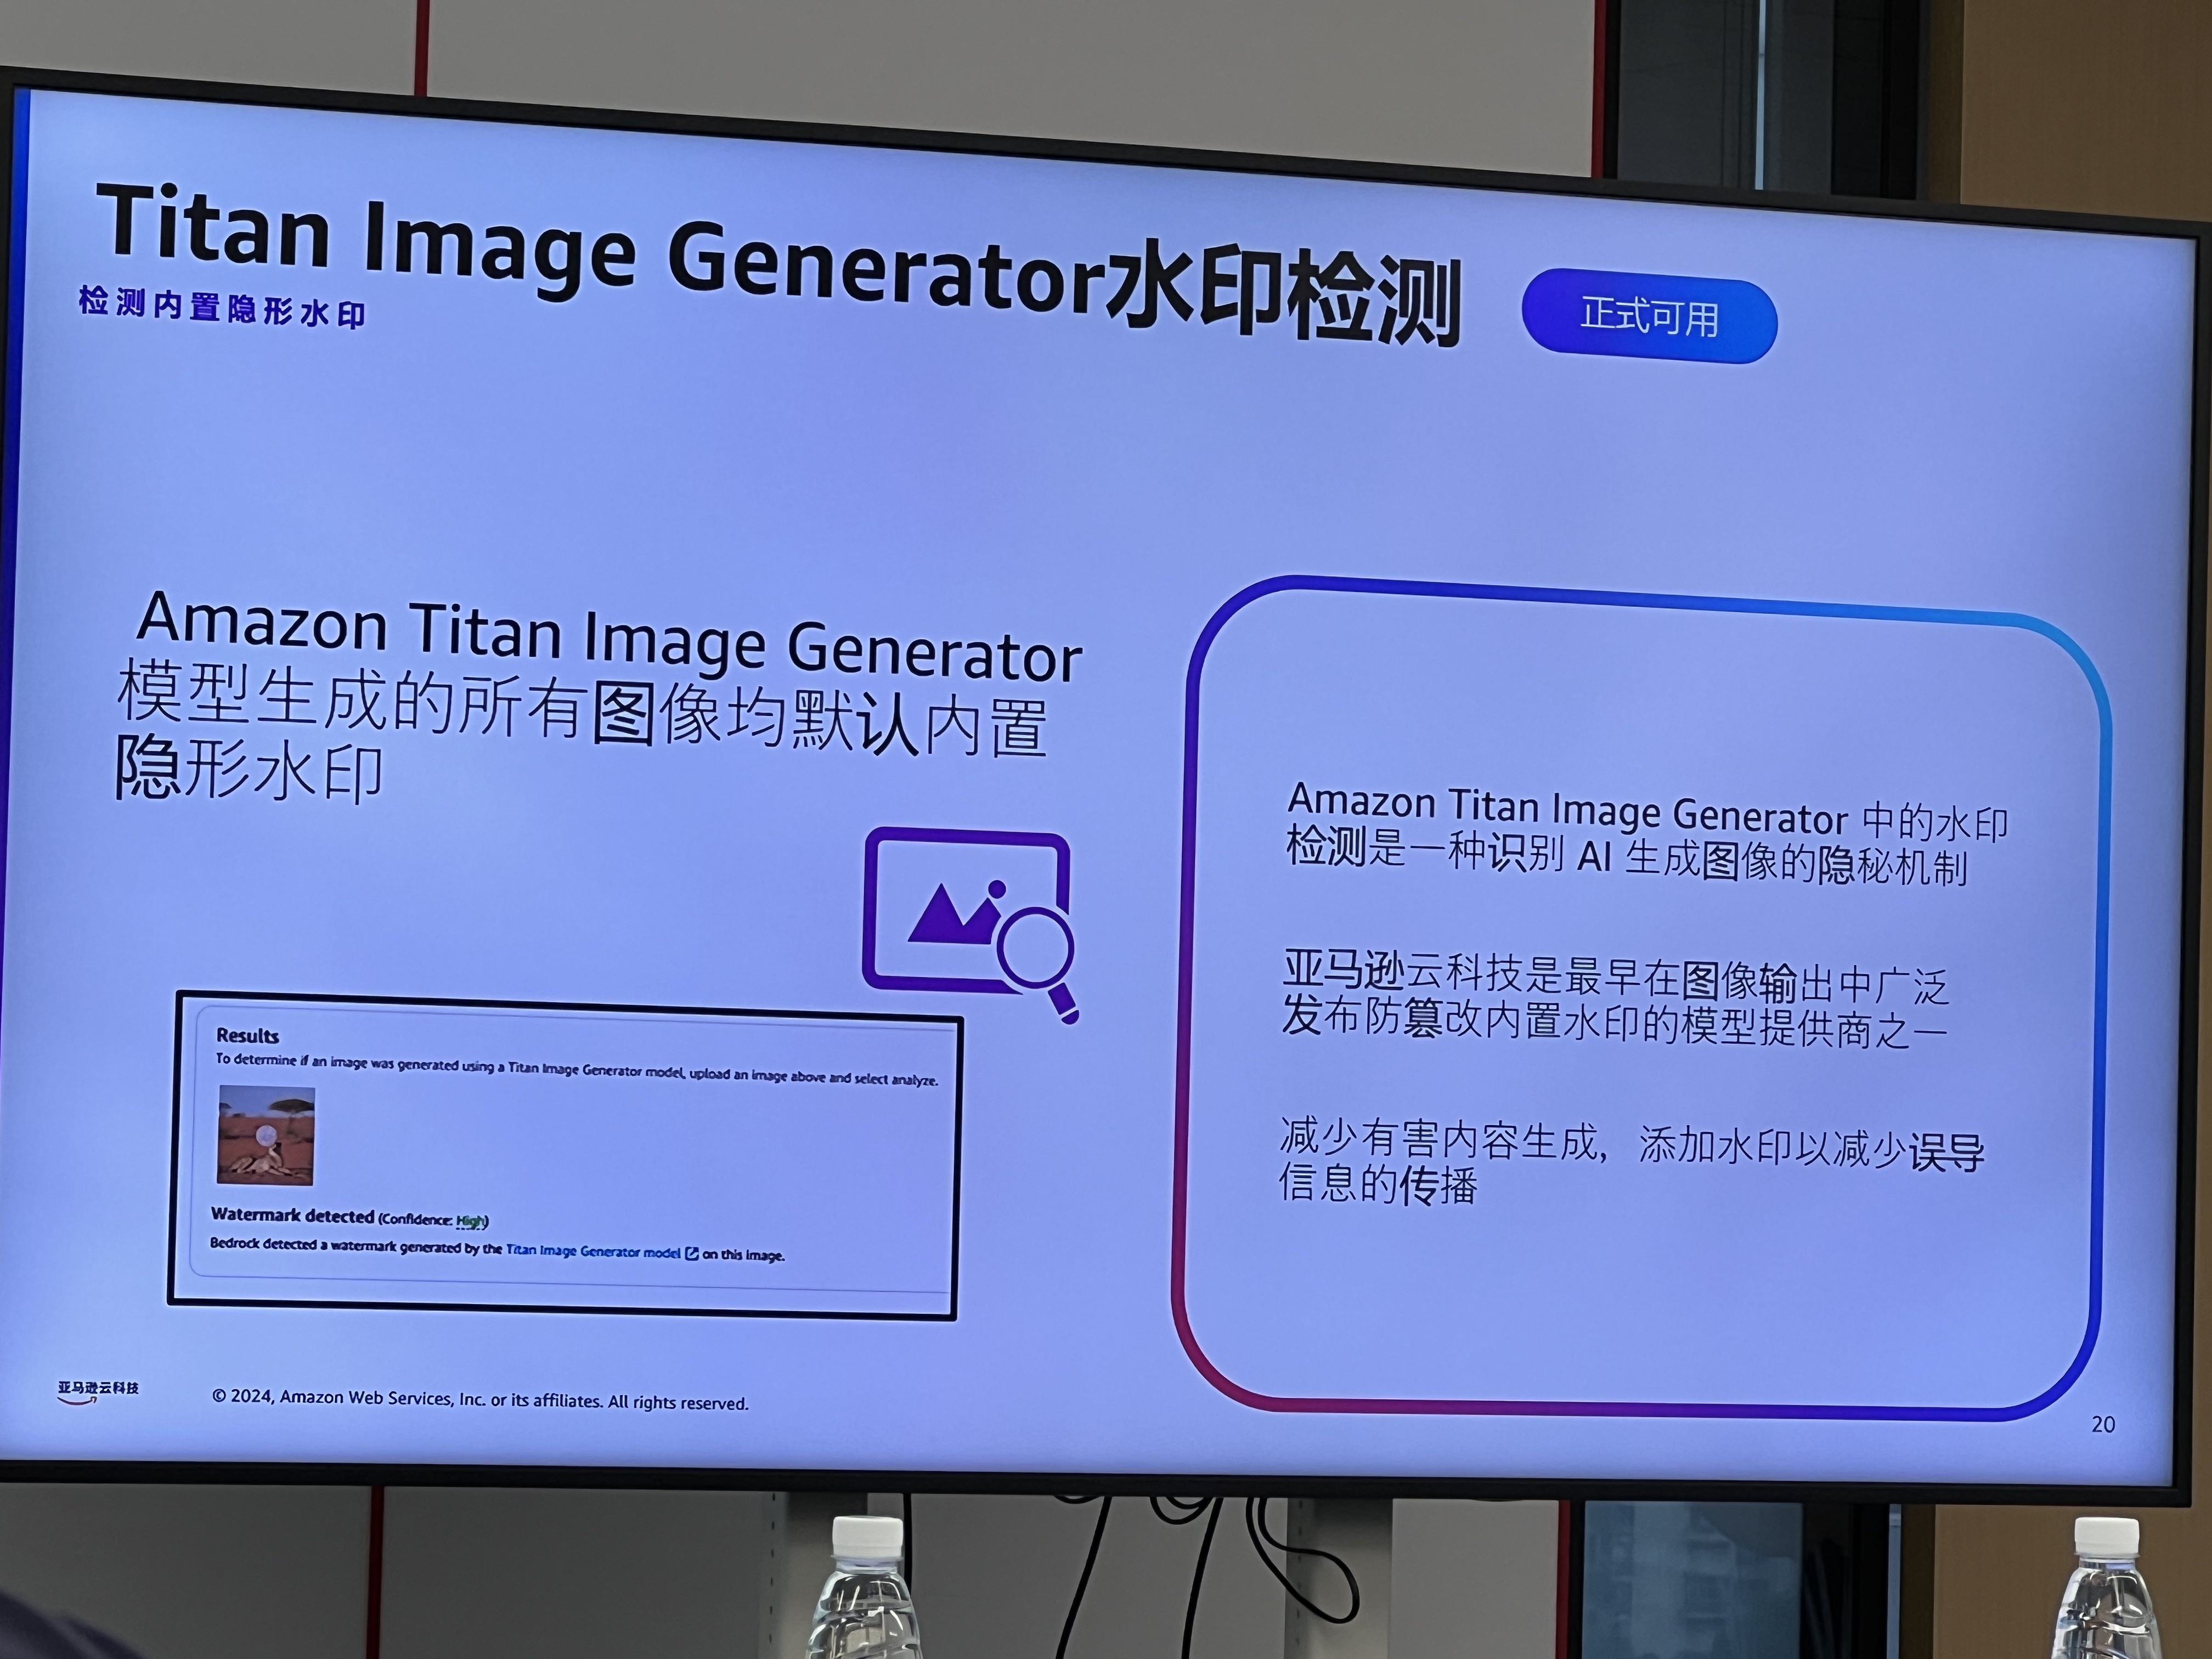 Titan Image Generator水印检测
正式可用
检测内置隐形水印
Amazon Titan Image Generator
模型生成的所有图像均默认内置
隐形水印
Results
To determine if an image was generated using a Titan Image Generator model, upload an image above and select analyze.
Watermark detected (Confidence: High)
Bedrock detected a watermark generated by the Titan Image Generator model on this image.
Amazon Titan Image Generator 中的水印
检测是一种识别 AI 生成图像的隐秘机制
亚马逊云科技是最早在图像输出中广泛
发布防篡改内置水印的模型提供商之一
减少有害内容生成，添加水印以减少误导
信息的传播
亚马逊云科技
© 2024, Amazon Web Services, Inc. or its affiliates. All rights reserved.
20